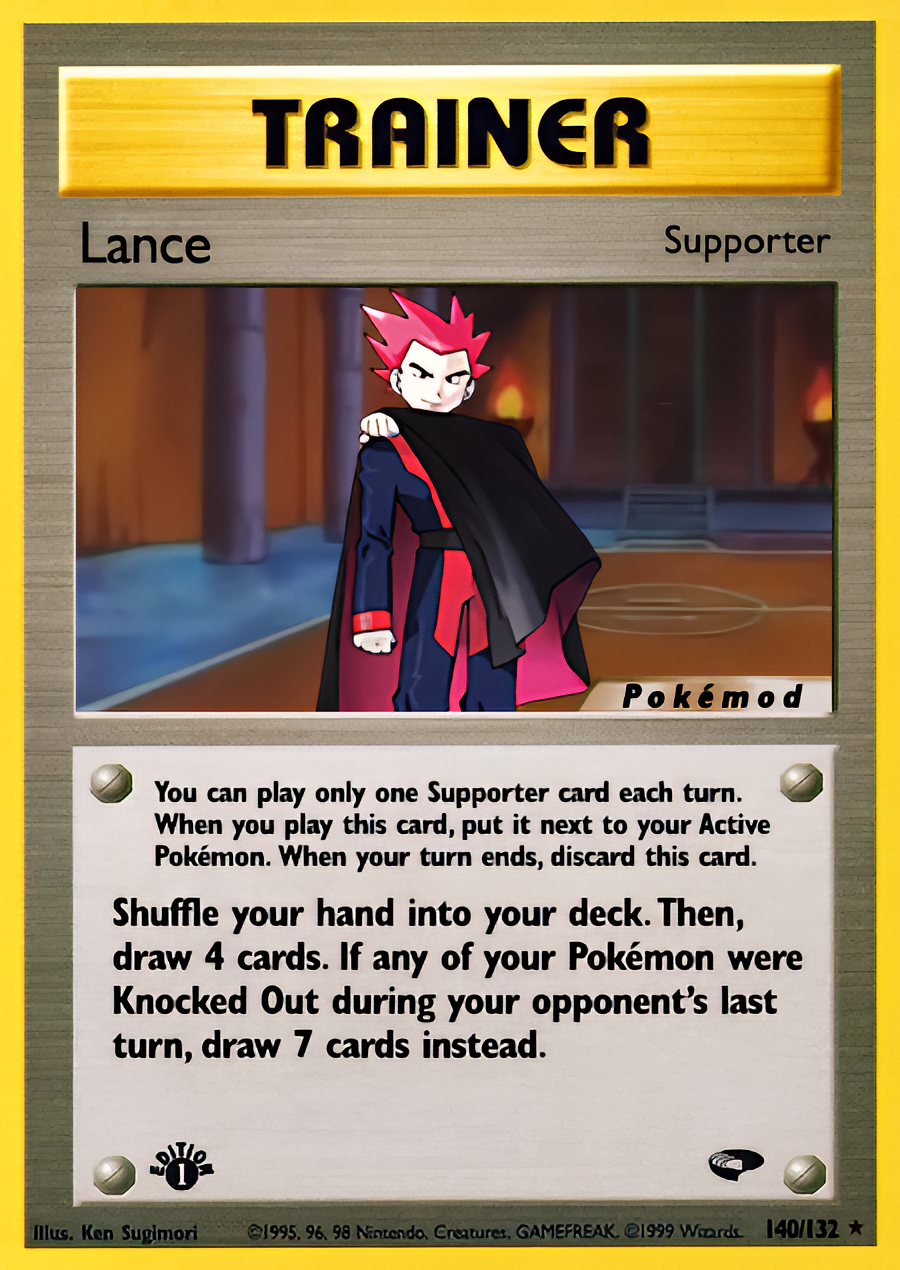 TRAINER
Lance Supporter
Pokémod
You can play only one Supporter card each turn.
When you play this card, put it next to your Active
Pokémon. When your turn ends, discard this card.
Shuffle your hand into your deck. Then,
draw 4 cards. If any of your Pokémon were
Knocked Out during your opponent's last
turn, draw 7 cards instead.
EDITION
1
Illus. Ken Sugimori ©1995, 96, 98 Nintendo, Creatures, GAMEFREAK. ©1999 Wizards. 140/132 ★